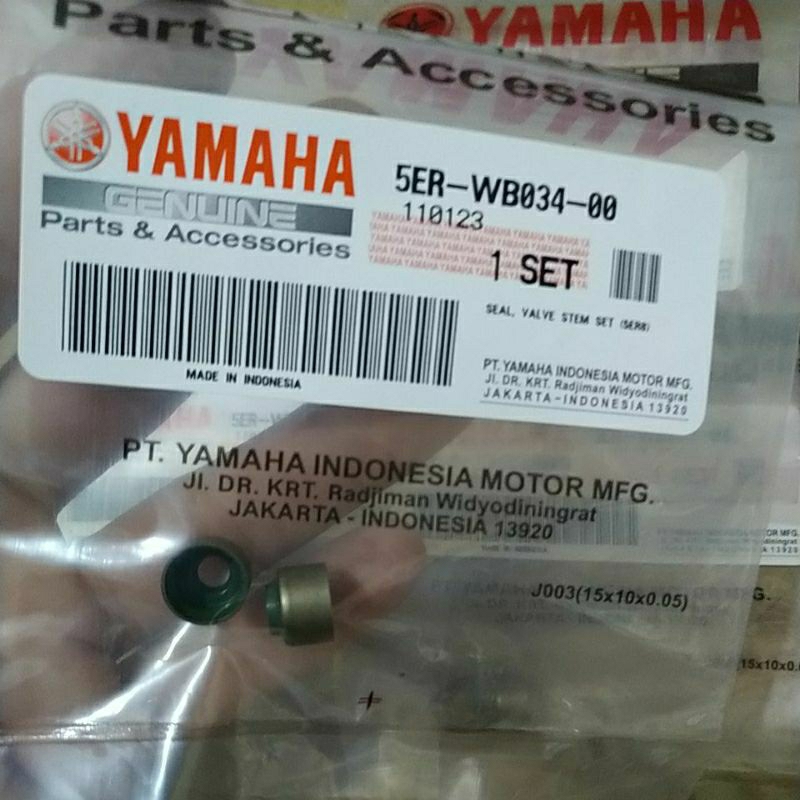 YAMAHA
Parts & Accessories
YAMAHA
GENUINE
Parts & Accessories
5ER-WB034-00
110123
1 SET
SEAL, VALVE STEM SET (5ER8)
MADE IN INDONESIA
PT. YAMAHA INDONESIA MOTOR MFG.
Jl. DR. KRT. Radjiman Widyodiningrat
JAKARTA-INDONESIA 13920
PT. YAMAHA INDONESIA MOTOR MFG.
Jl. DR. KRT. Radjiman Widyodiningrat
JAKARTA - INDONESIA 13920
J003(15x10x0.05)